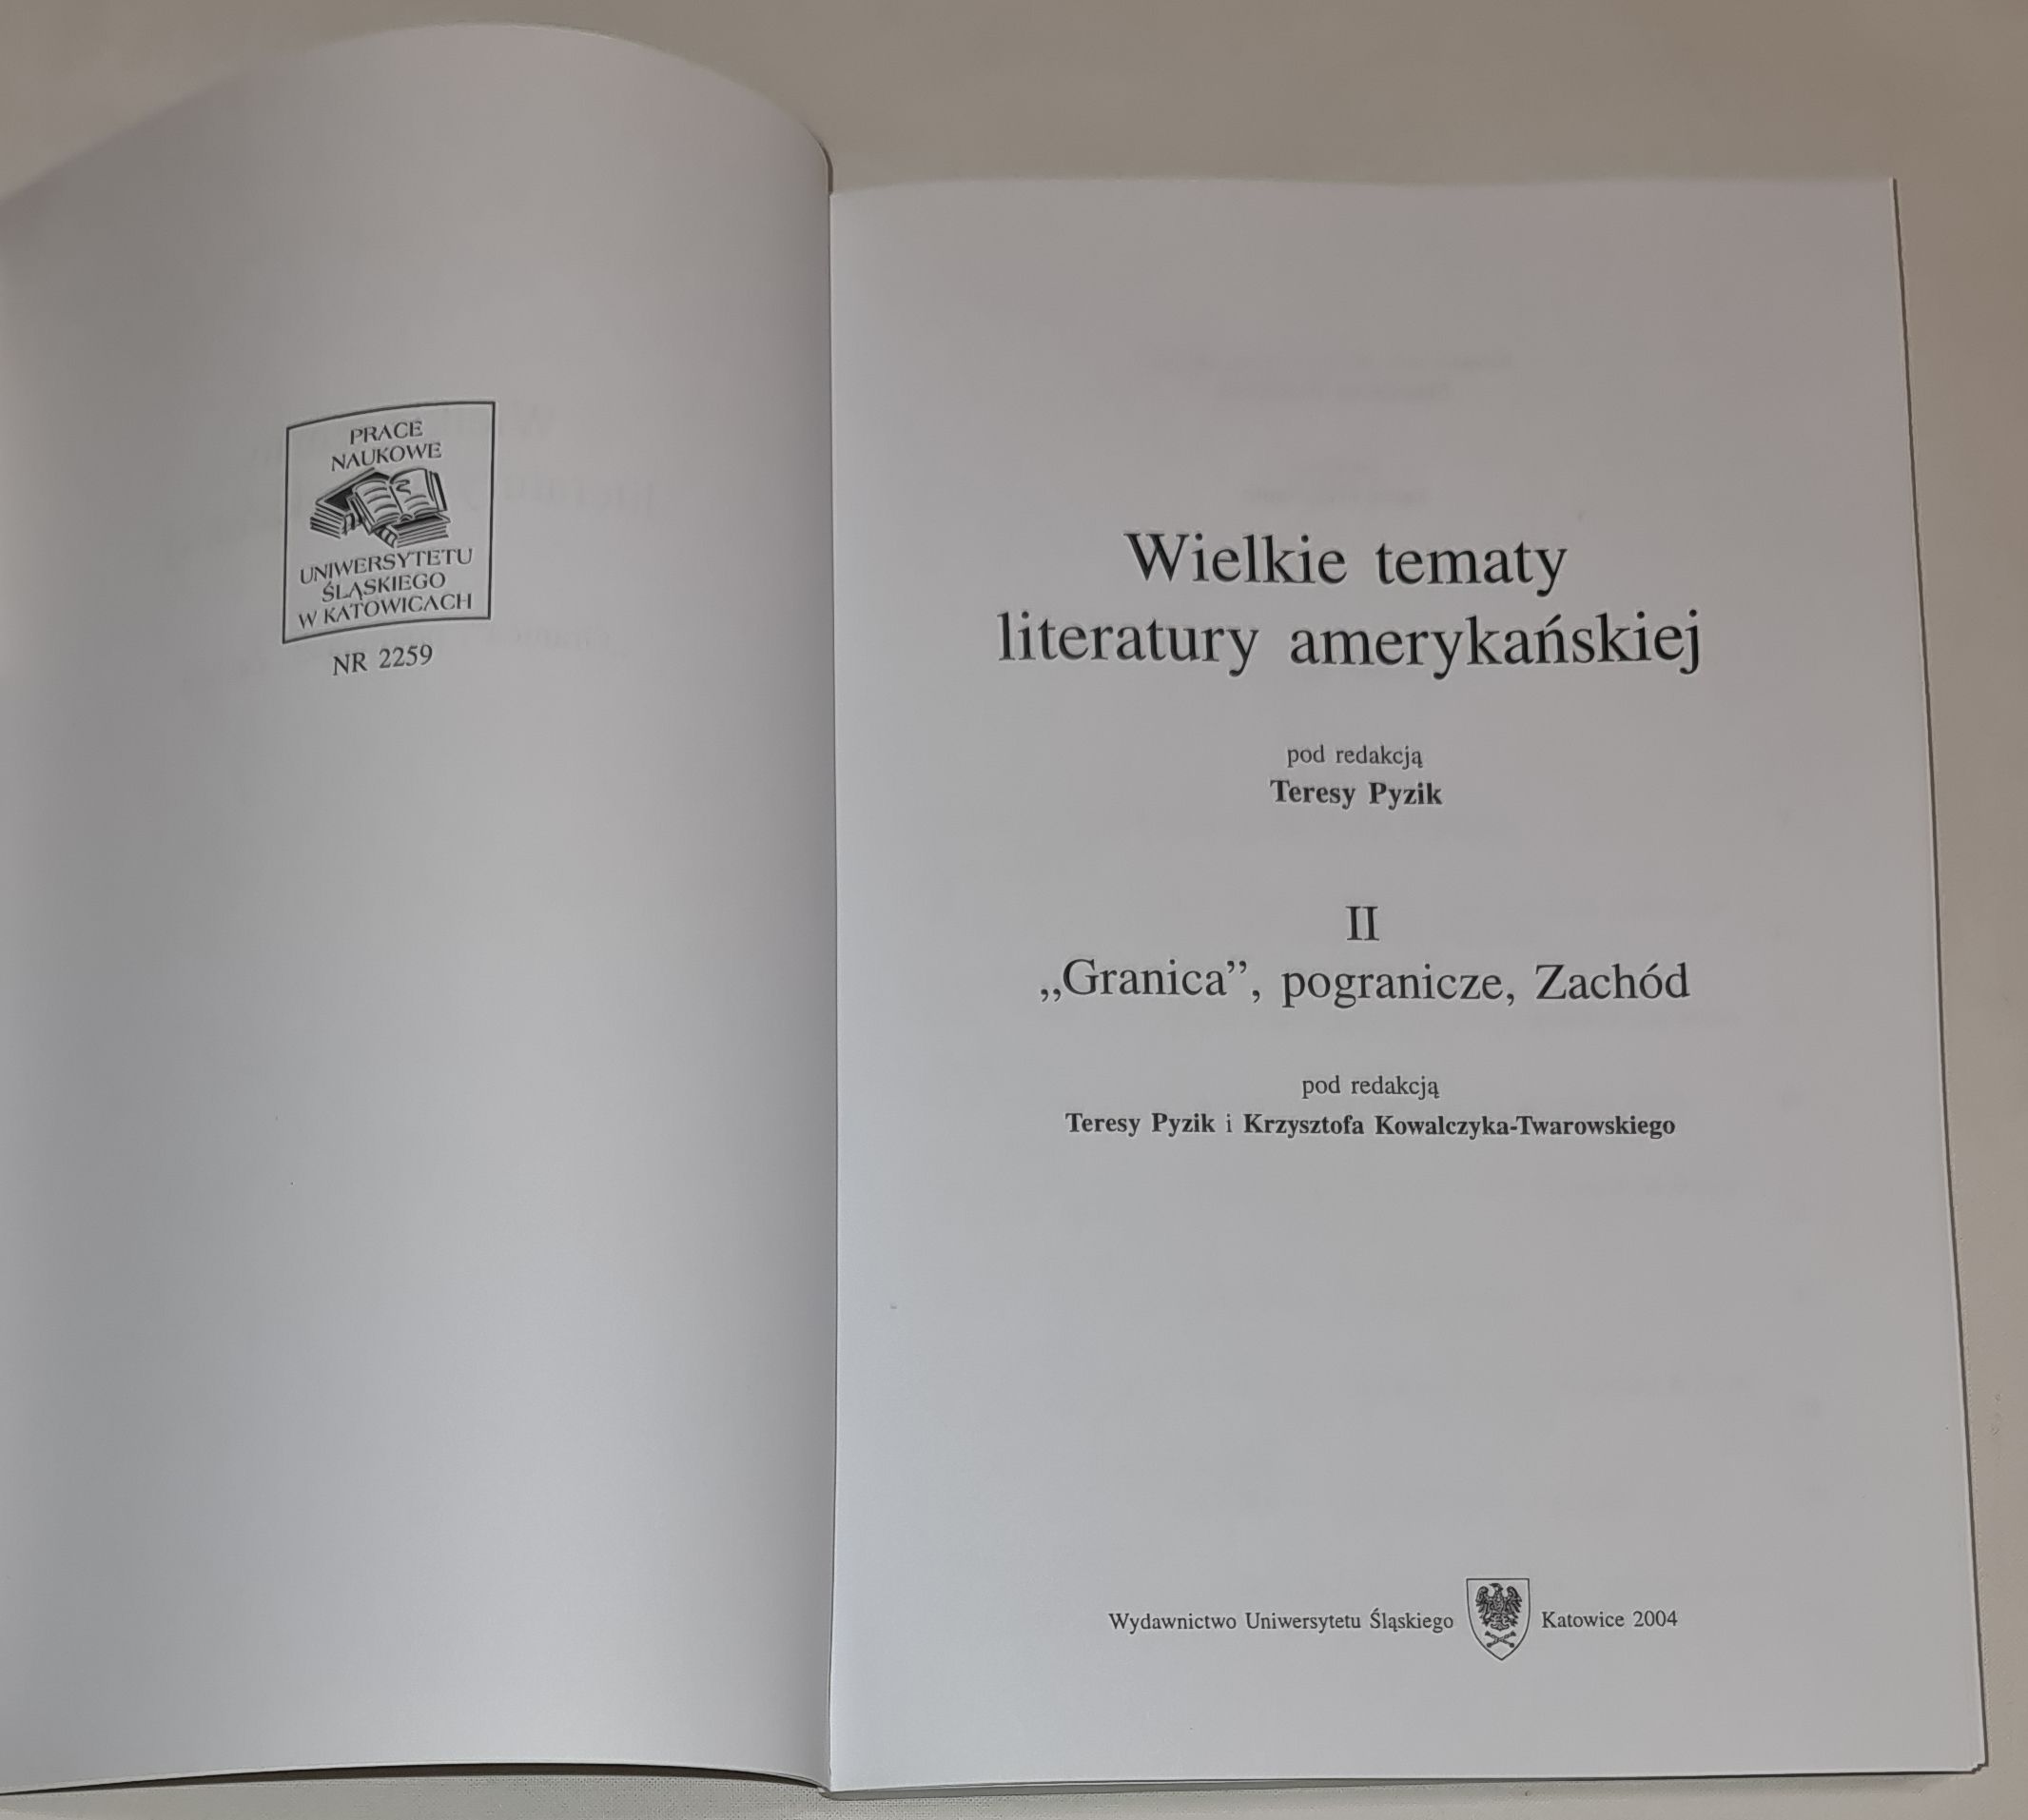 PRACE
NAUKOWE
UNIWERSYTETU
ŚLĄSKIEGO
W KATOWICACH
NR 2259
Wielkie tematy
literatury amerykańskiej
pod redakcją
Teresy Pyzik
II
„Granica”, pogranicze, Zachód
pod redakcją
Teresy Pyzik i Krzysztofa Kowalczyka-Twarowskiego
Wydawnictwo Uniwersytetu Śląskiego Katowice 2004